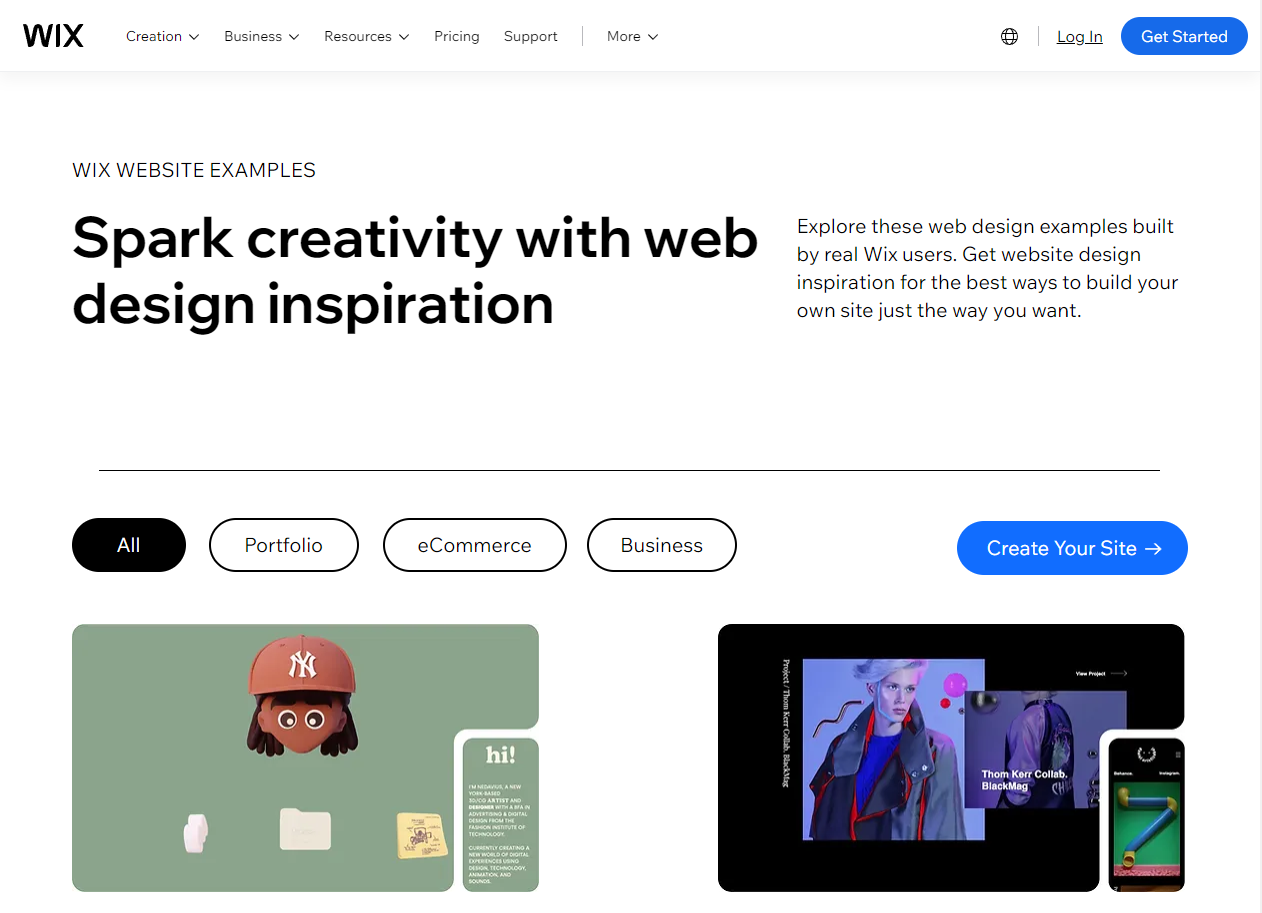 WIX
Creation
Business
Resources
Pricing
Support
More
Log In
Get Started
WIX WEBSITE EXAMPLES
Spark creativity with web
design inspiration
Explore these web design examples built
by real Wix users. Get website design
inspiration for the best ways to build your
own site just the way you want.
All
Portfolio
eCommerce
Business
Create Your Site →
NY
hi!
I'M NEDAVIUS, A NEW
YORK-BASED
3D/CG ARTIST AND
DESIGNER WITH A BFA IN
ADVERTISING & DIGITAL
DESIGN FROM THE
FASHION INSTITUTE OF
TECHNOLOGY.
CURRENTLY CREATING A
NEW WORLD OF DIGITAL
EXPERIENCES USING
DESIGN, TECHNOLOGY,
ANIMATION, AND
SOUNDS.
Project / Thom Kerr Collab. BlackMag
View Project
Thom Kerr Collab.
BlackMag
Behance.
Instagram.